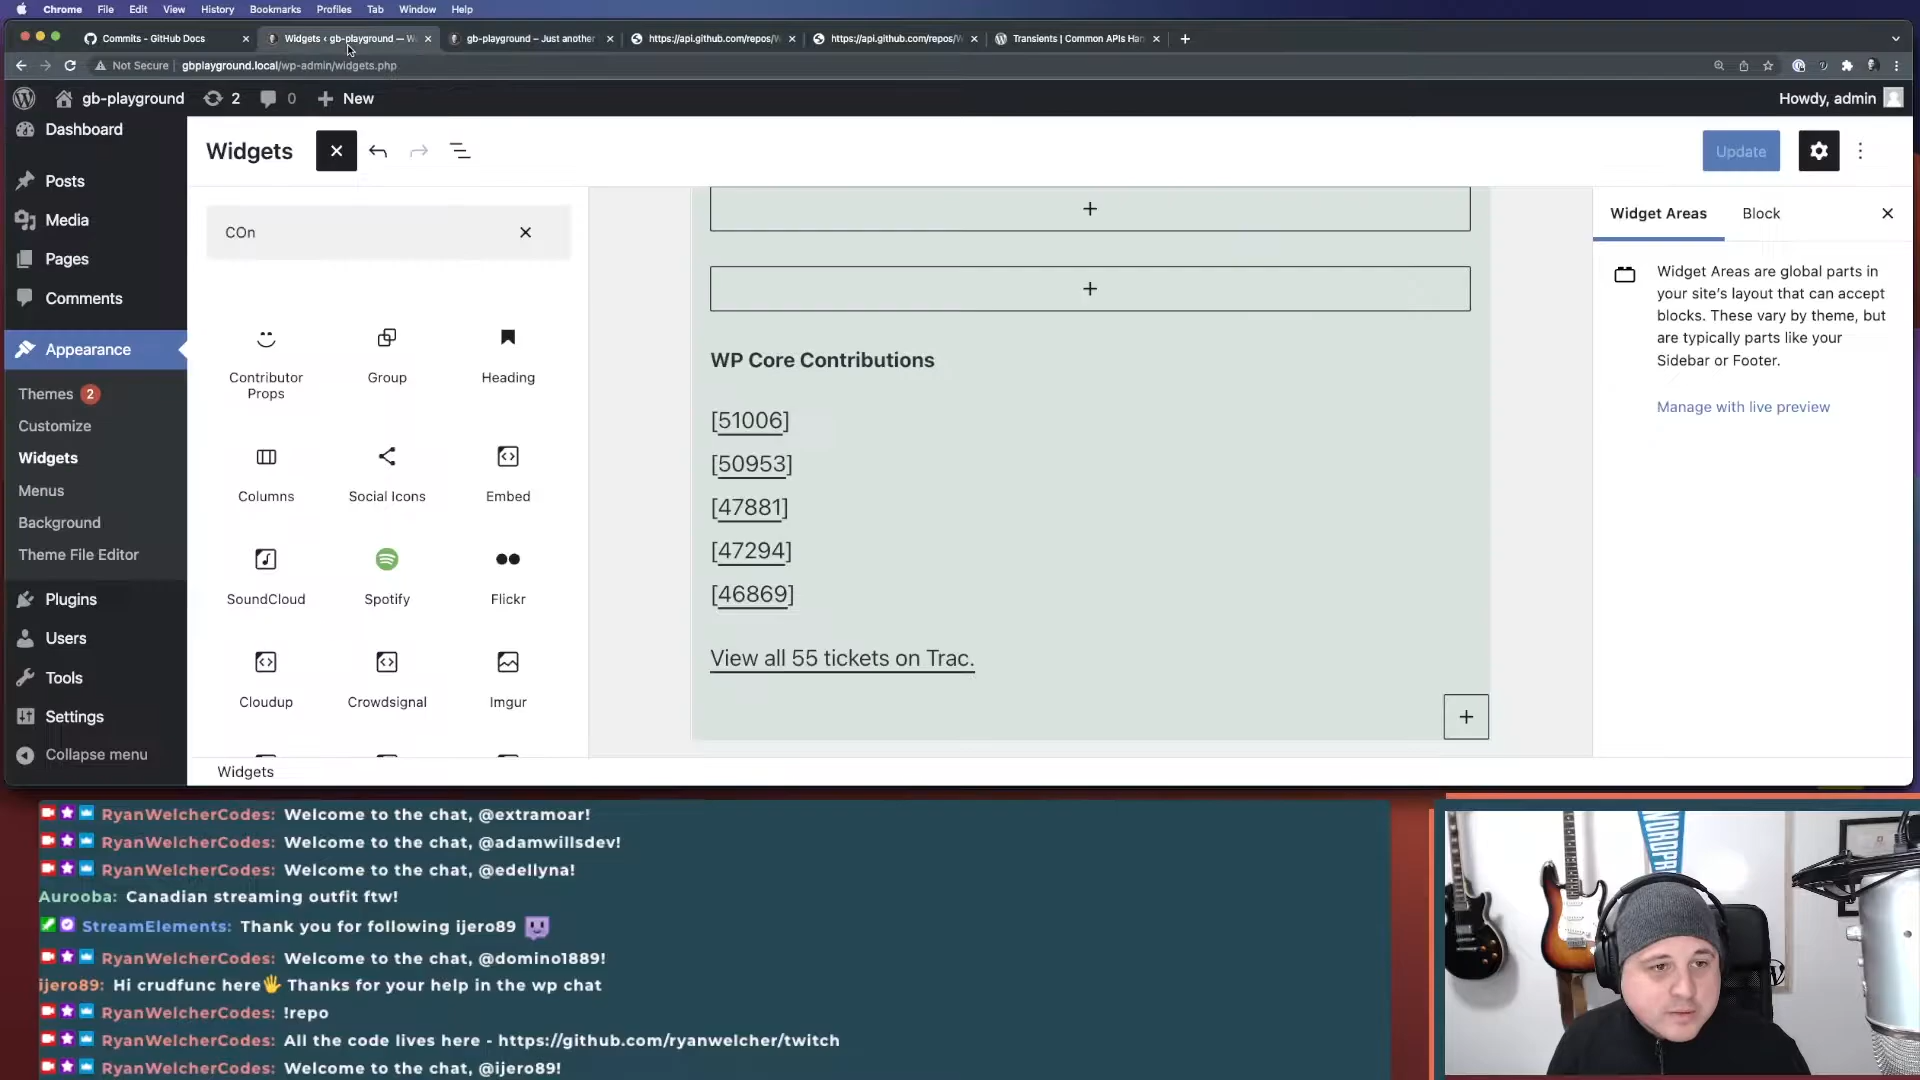 Chrome File Edit View History Bookmarks Profiles Tab Window Help
Commits - GitHub Docs
Widgets ‹ gb-playground — W
gb-playground – Just another
https://api.github.com/repos/W
https://api.github.com/repos/W
Transients | Common APIs Han
Not Secure gbplayground.local/wp-admin/widgets.php
gb-playground 2 0 New Howdy, admin
Dashboard
Posts
Media
Pages
Comments
Appearance
Themes 2
Customize
Widgets
Menus
Background
Theme File Editor
Plugins
Users
Tools
Settings
Collapse menu
Widgets
Update
COn
Contributor
Props
Group
Heading
Columns
Social Icons
Embed
SoundCloud
Spotify
Flickr
Cloudup
Crowdsignal
Imgur
Widgets
WP Core Contributions
[51006]
[50953]
[47881]
[47294]
[46869]
View all 55 tickets on Trac.
Widget Areas Block
Widget Areas are global parts in
your site's layout that can accept
blocks. These vary by theme, but
are typically parts like your
Sidebar or Footer.
Manage with live preview
RyanWelcherCodes: Welcome to the chat, @extramoar!
RyanWelcherCodes: Welcome to the chat, @adamwillsdev!
RyanWelcherCodes: Welcome to the chat, @edellyna!
Aurooba: Canadian streaming outfit ftw!
StreamElements: Thank you for following ijero89
RyanWelcherCodes: Welcome to the chat, @domino1889!
ijero89: Hi crudfunc here🖐 Thanks for your help in the wp chat
RyanWelcherCodes: !repo
RyanWelcherCodes: All the code lives here - https://github.com/ryanwelcher/twitch
RyanWelcherCodes: Welcome to the chat, @ijero89!